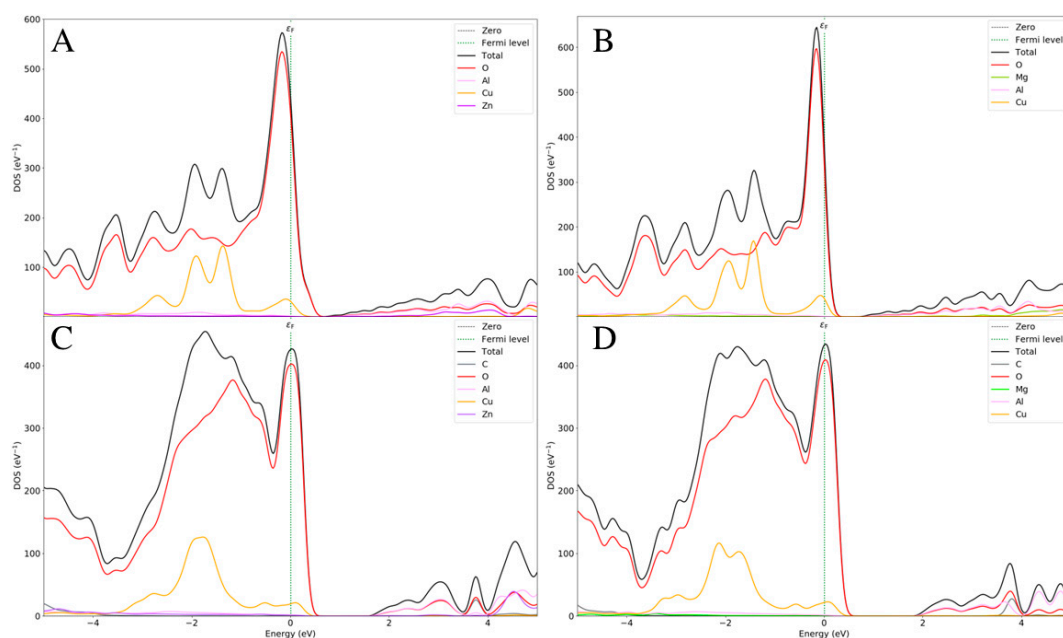 A
εF
600
500
400
300
200
100
DOS (eV⁻¹)
Zero
Fermi level
Total
O
Al
Cu
Zn
B
εF
600
500
400
300
200
100
DOS (eV⁻¹)
Zero
Fermi level
Total
O
Mg
Al
Cu
C
εF
400
300
200
100
0
DOS (eV⁻¹)
−4
−2
0
2
4
Energy (eV)
Zero
Fermi level
Total
C
O
Al
Cu
Zn
D
εF
400
300
200
100
0
DOS (eV⁻¹)
−4
−2
0
2
4
Energy (eV)
Zero
Fermi level
Total
C
O
Mg
Al
Cu